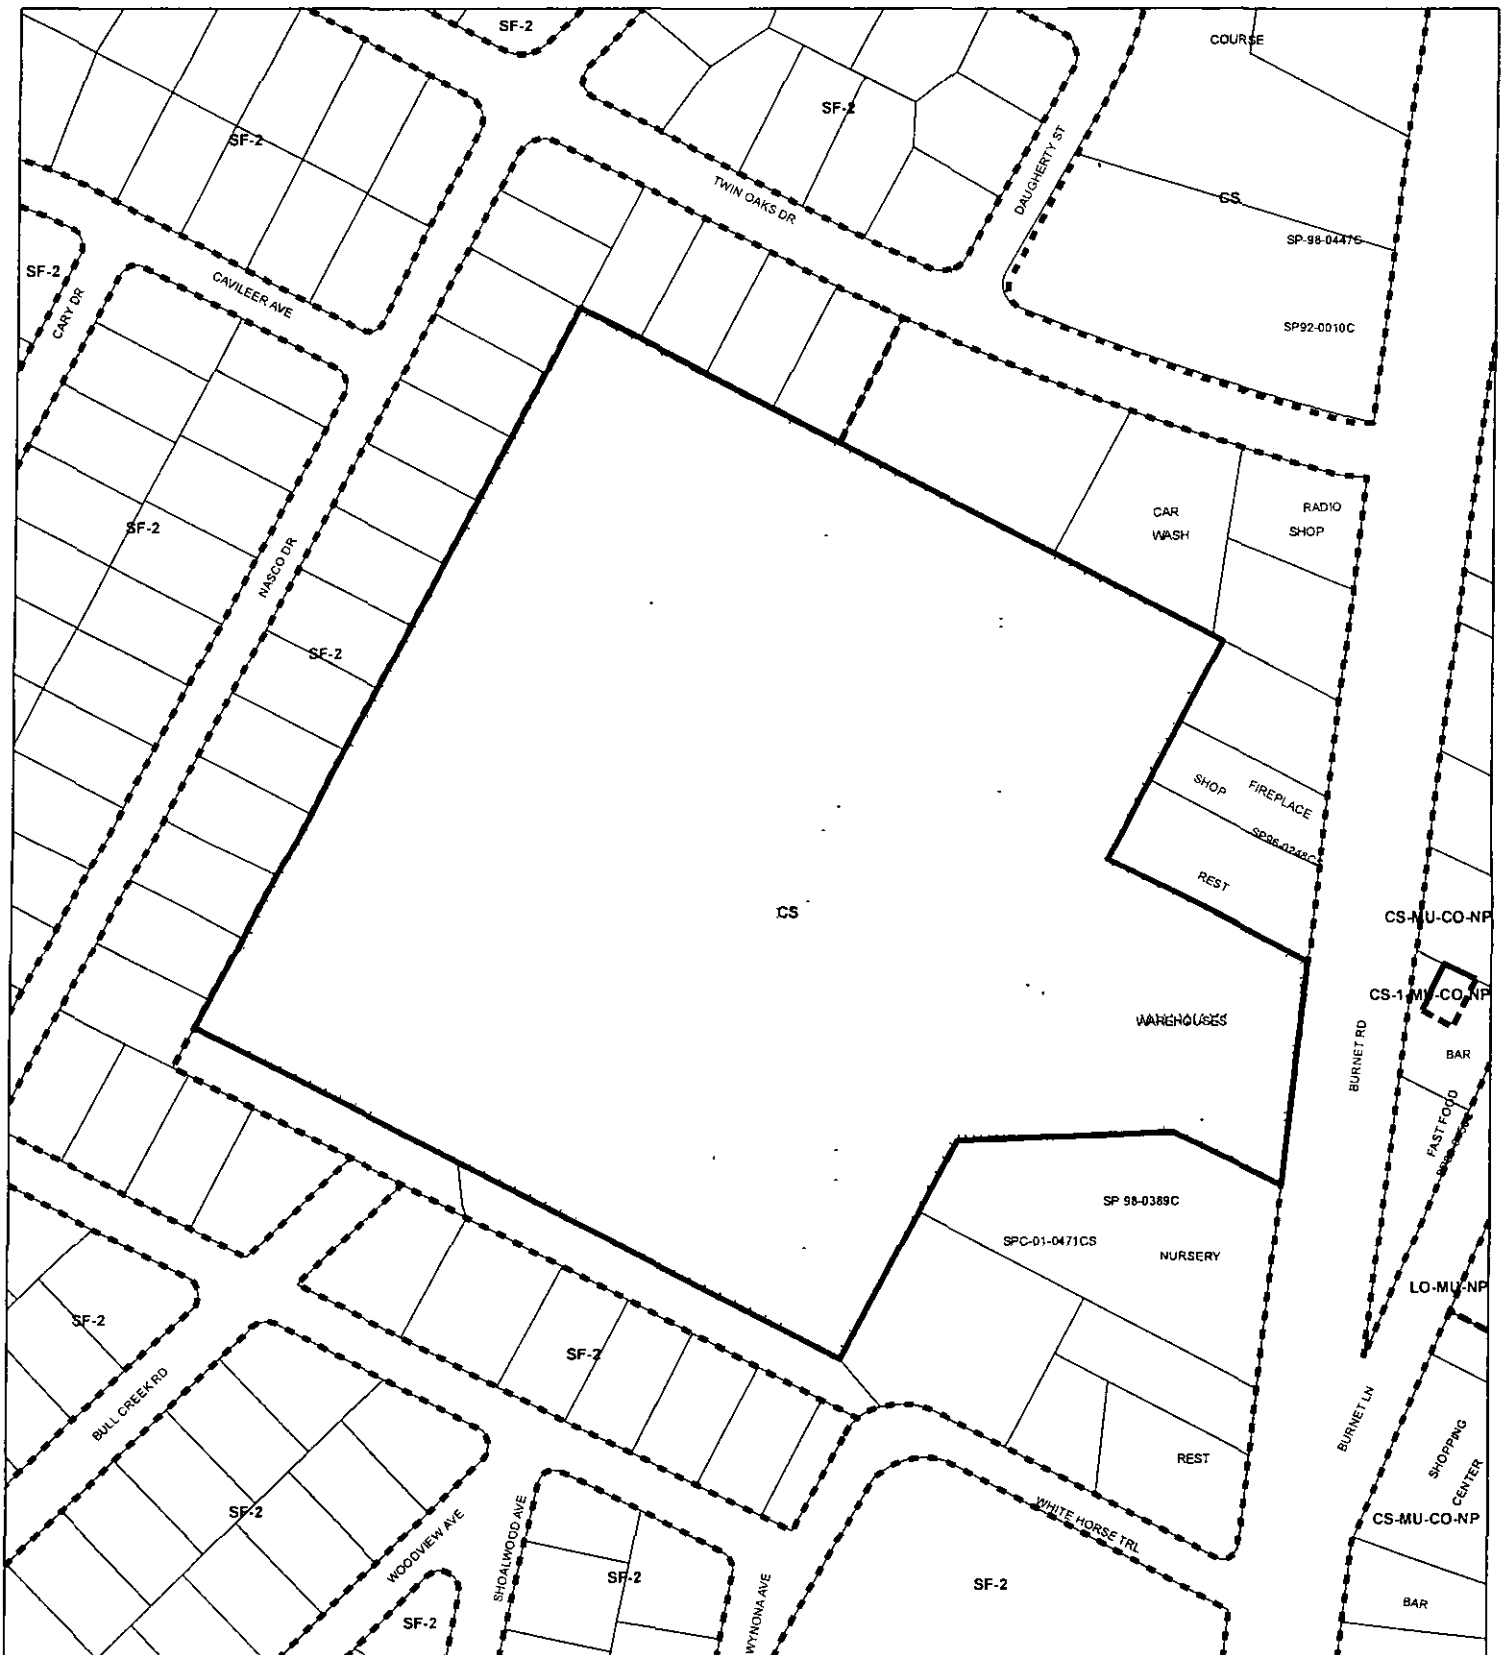 SF-2
COURSE
SF-2
SF-2
TWIN OAKS DR
DAUGHERTY ST
CS
SP-98-0447C
SF-2
CARY DR
CAVILEER AVE
SP92-0010C
CAR
WASH
RADIO
SHOP
SF-2
NASCO DR
SF-2
SHOP
FIREPLACE
SP96-0248C
REST
CS
CS-MU-CO-NP
CS-1-MU-CO-NP
WAREHOUSES
BURNET RD
BAR
FAST FOOD
SP 98-0389C
SPC-01-0471CS
NURSERY
LO-MU-NP
SF-2
SF-2
BULL CREEK RD
BURNET LN
SHOPPING
CENTER
REST
SF-2
WOODVIEW AVE
SHOALWOOD AVE
WHITE HORSE TRL
CS-MU-CO-NP
SF-2
SF-2
SF-2
WYNONA AVE
BAR